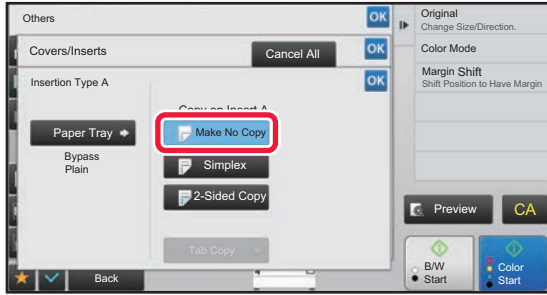 Others
OK
Covers/Inserts
Cancel All
OK
Insertion Type A
OK
Copy on Insert A
Paper Tray
Bypass
Plain
Make No Copy
Simplex
2-Sided Copy
Tab Copy
Back
Original
Change Size/Direction.
Color Mode
Margin Shift
Shift Position to Have Margin
Preview
CA
B/W
Start
Color
Start